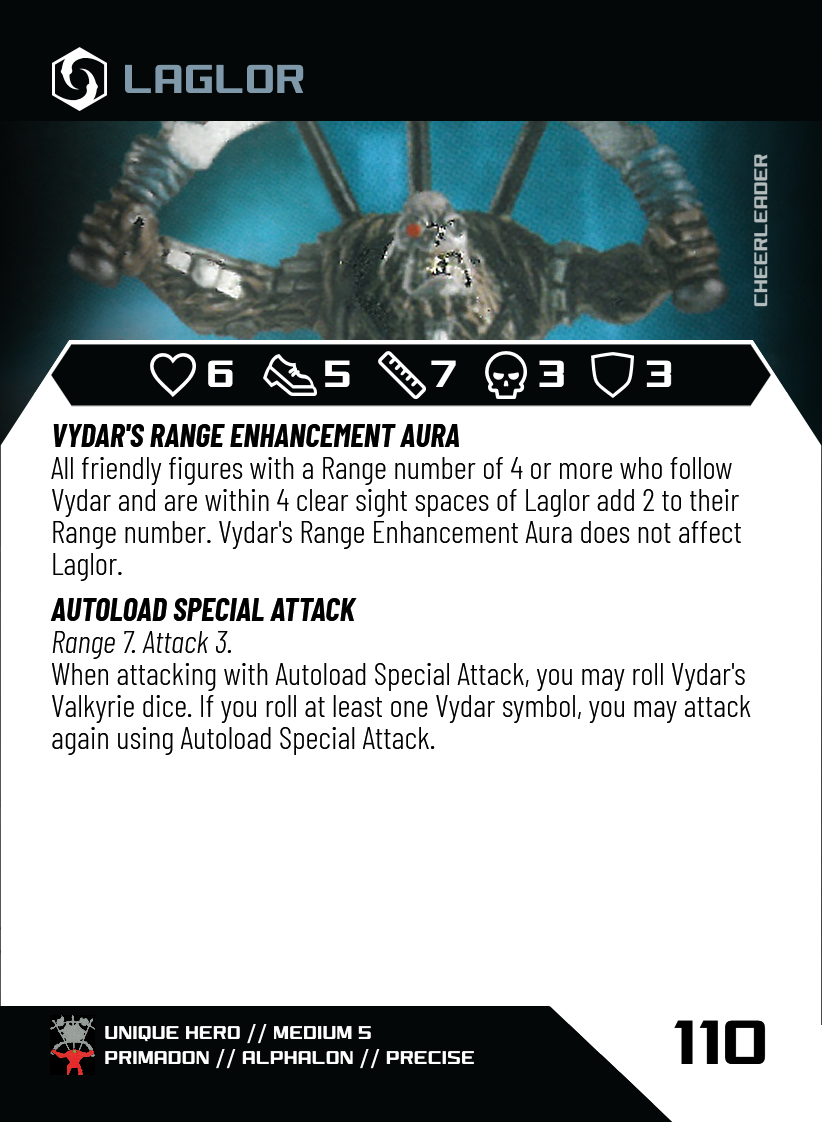 LAGLOR
CHEERLEADER
6 5 7 3 3
VYDAR'S RANGE ENHANCEMENT AURA
All friendly figures with a Range number of 4 or more who follow
Vydar and are within 4 clear sight spaces of Laglor add 2 to their
Range number. Vydar's Range Enhancement Aura does not affect
Laglor.
AUTOLOAD SPECIAL ATTACK
Range 7. Attack 3.
When attacking with Autoload Special Attack, you may roll Vydar's
Valkyrie dice. If you roll at least one Vydar symbol, you may attack
again using Autoload Special Attack.
UNIQUE HERO // MEDIUM 5
PRIMADON // ALPHALON // PRECISE
110